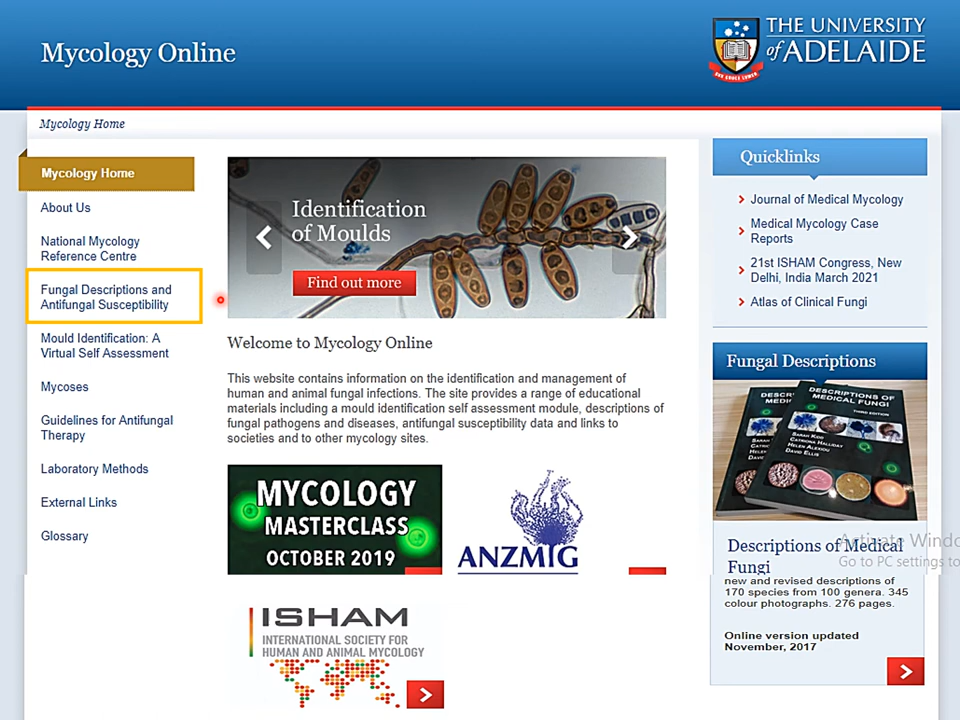 Mycology Online
THE UNIVERSITY
of ADELAIDE
Mycology Home
Mycology Home
About Us
National Mycology
Reference Centre
Fungal Descriptions and
Antifungal Susceptibility
Mould Identification: A
Virtual Self Assessment
Mycoses
Guidelines for Antifungal
Therapy
Laboratory Methods
External Links
Glossary
Identification
of Moulds
Find out more
Welcome to Mycology Online
This website contains information on the identification and management of
human and animal fungal infections. The site provides a range of educational
materials including a mould identification self assessment module, descriptions of
fungal pathogens and diseases, antifungal susceptibility data and links to
societies and to other mycology sites.
MYCOLOGY
MASTERCLASS
OCTOBER 2019
ANZMIG
ISHAM
INTERNATIONAL SOCIETY FOR
HUMAN AND ANIMAL MYCOLOGY
Quicklinks
Journal of Medical Mycology
Medical Mycology Case
Reports
21st ISHAM Congress, New
Delhi, India March 2021
Atlas of Clinical Fungi
Fungal Descriptions
DESCRIPTIONS
OF MEDICAL FUNGI
THIRD EDITION
SARAH KIDD
CATRIONA HALLIDAY
HELEN ALEXIOU
DAVID ELLIS
Descriptions of Medical
Fungi
new and revised descriptions of
170 species from 100 genera. 345
colour photographs. 276 pages.
Online version updated
November, 2017
Activate Windo
Go to PC settings to